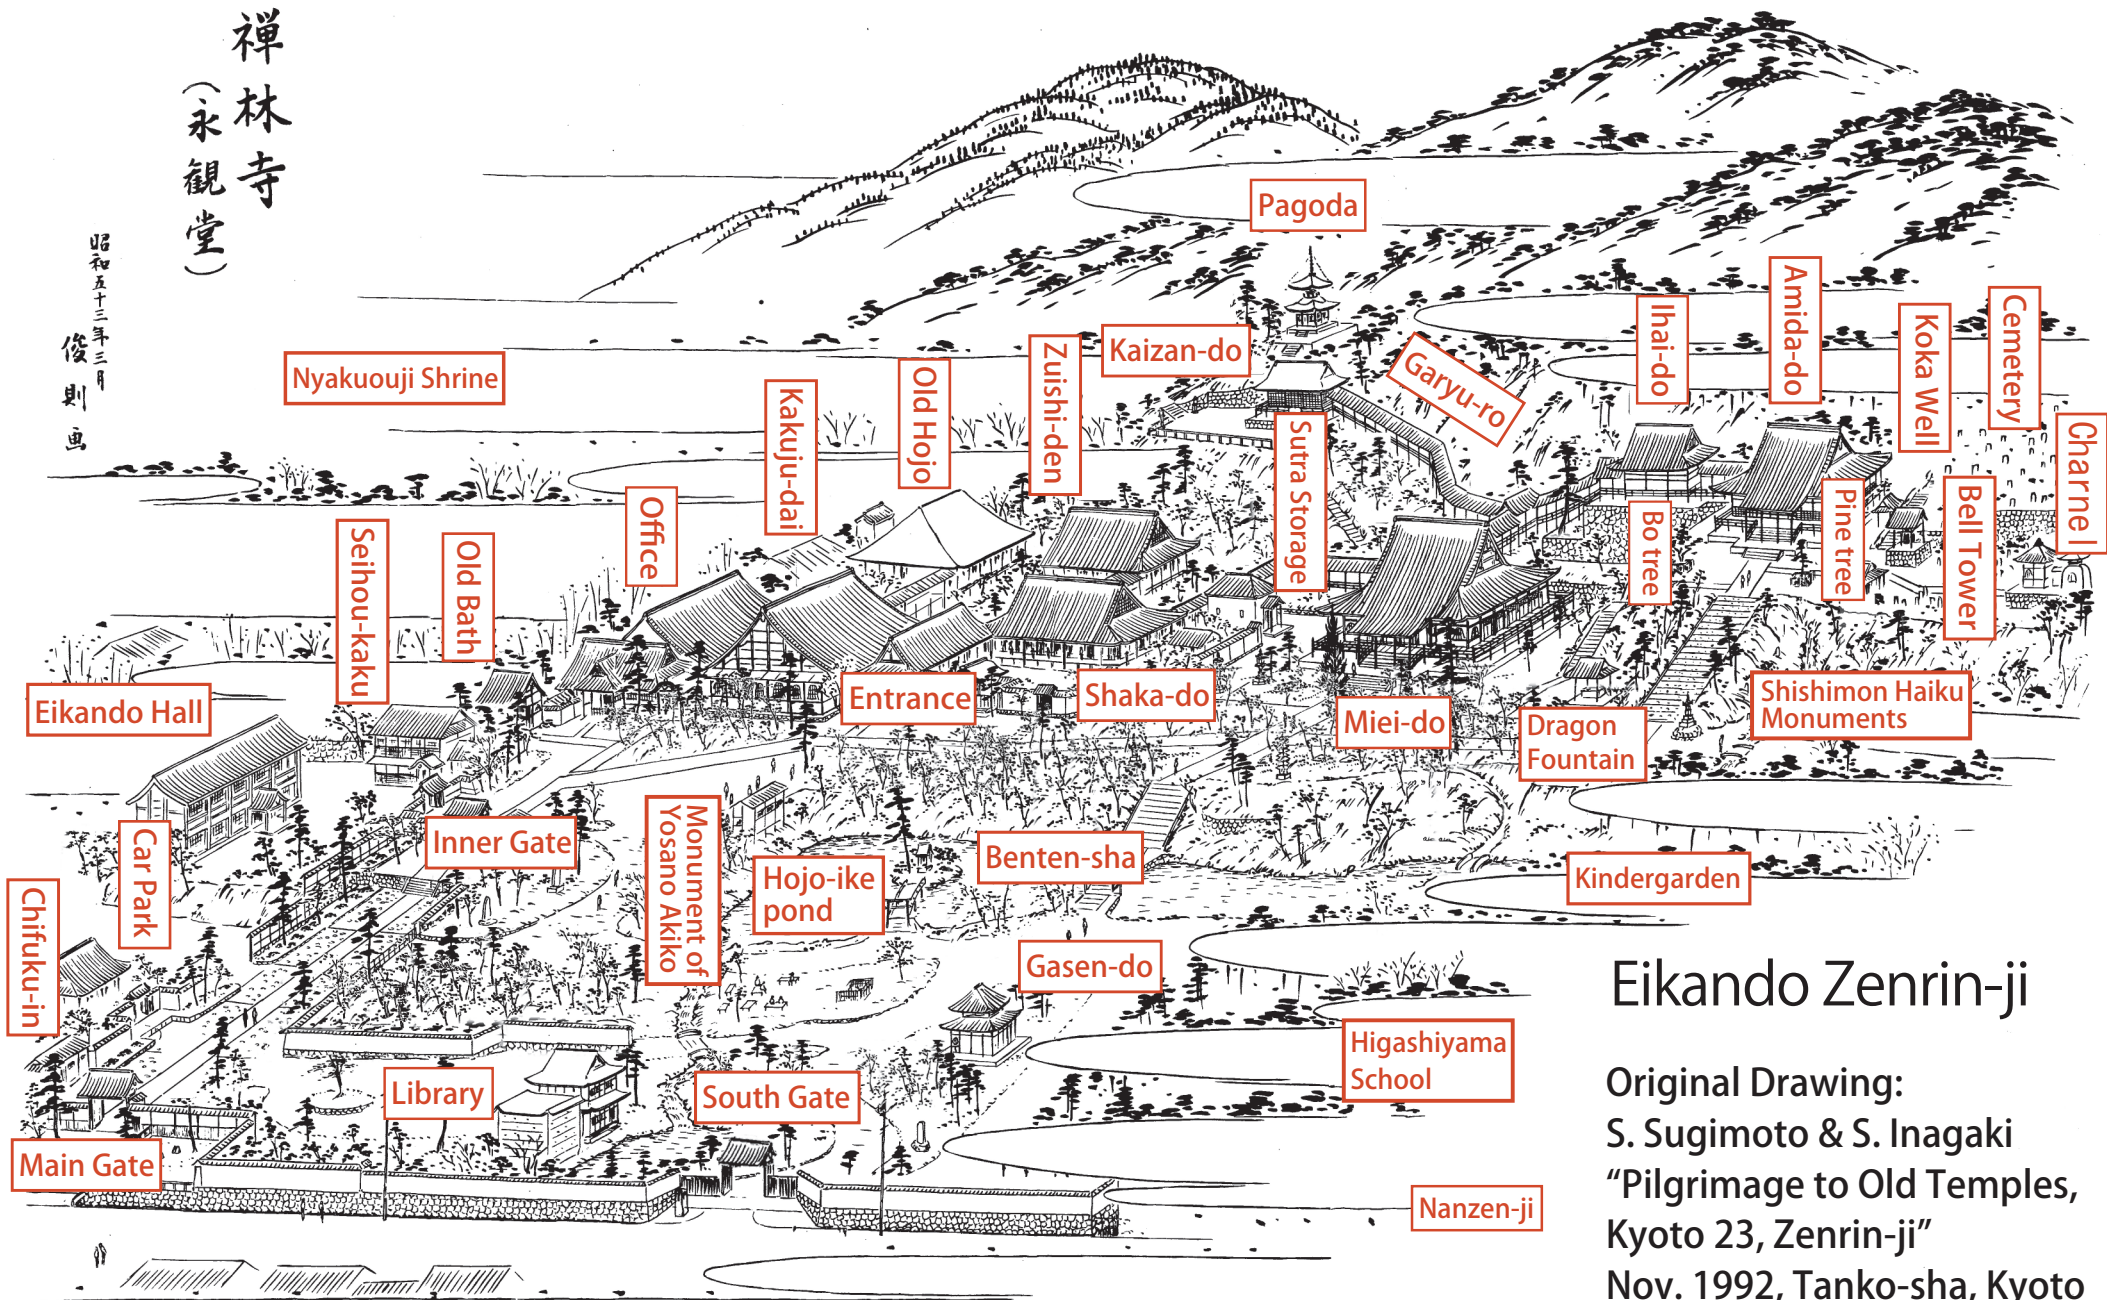 禅林寺
(永観堂)
昭和五十三年三月
俊則画
Pagoda
Nyakuouji Shrine
Kakuju-dai
Old Hojo
Zuishi-den
Kaizan-do
Garyu-ro
Ihai-do
Amida-do
Koka Well
Cemetery
Charnel
Seihou-kaku
Old Bath
Office
Sutra Storage
Bo tree
Pine tree
Bell Tower
Eikando Hall
Entrance
Shaka-do
Miei-do
Dragon
Fountain
Shishimon Haiku
Monuments
Car Park
Inner Gate
Monument of
Yosano Akiko
Hojo-ike
pond
Benten-sha
Kindergarden
Chifuku-in
Gasen-do
Higashiyama
School
Library
South Gate
Main Gate
Nanzen-ji
Eikando Zenrin-ji
Original Drawing:
S. Sugimoto & S. Inagaki
“Pilgrimage to Old Temples,
Kyoto 23, Zenrin-ji”
Nov. 1992, Tanko-sha, Kyoto